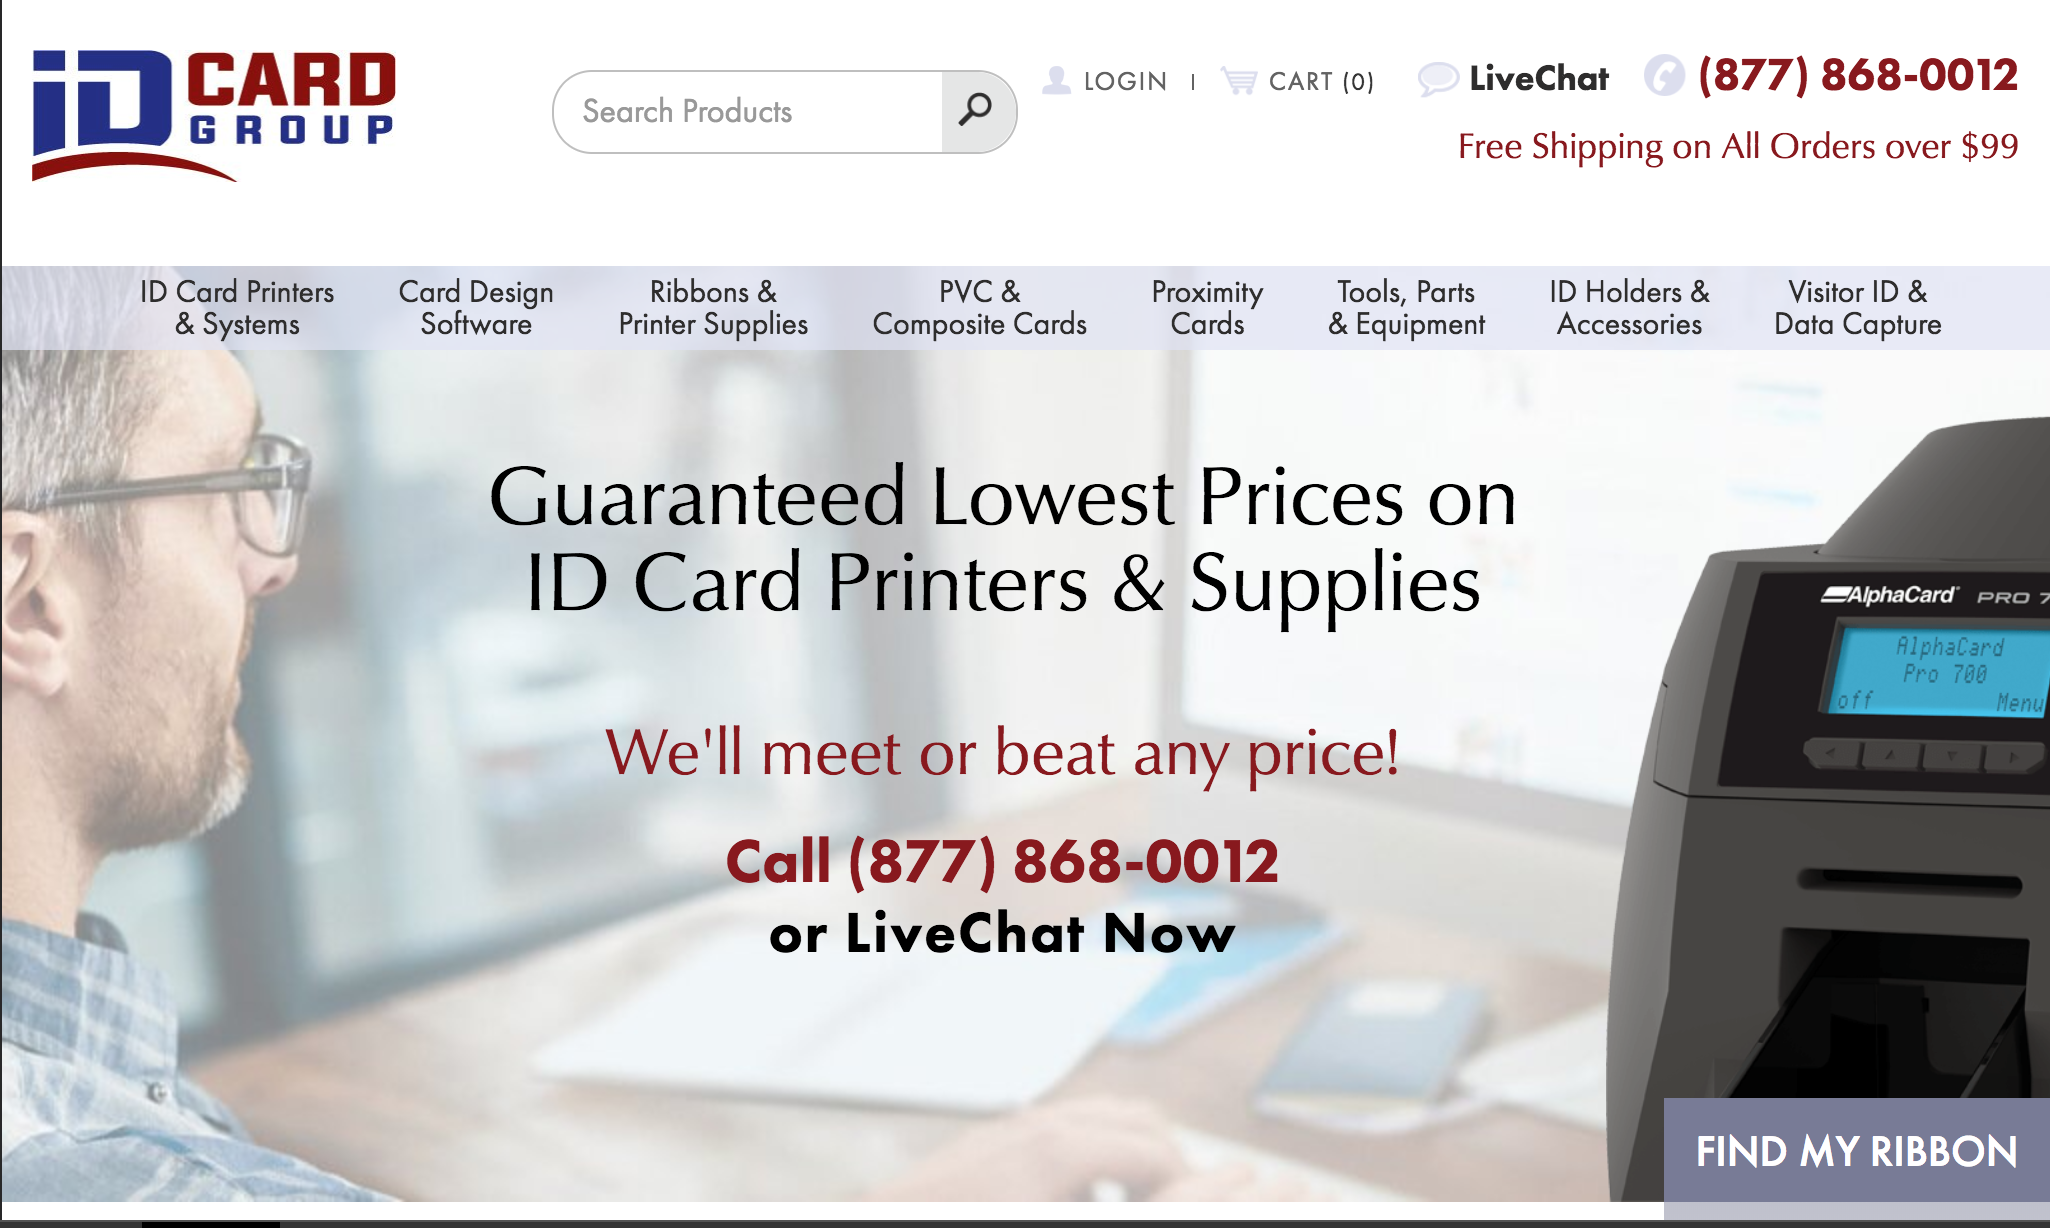 iD CARD
GROUP
Search Products
LOGIN | CART (0)
LiveChat
(877) 868-0012
Free Shipping on All Orders over $99
ID Card Printers
& Systems
Card Design
Software
Ribbons &
Printer Supplies
PVC &
Composite Cards
Proximity
Cards
Tools, Parts
& Equipment
ID Holders &
Accessories
Visitor ID &
Data Capture
Guaranteed Lowest Prices on
ID Card Printers & Supplies
We'll meet or beat any price!
Call (877) 868-0012
or LiveChat Now
AlphaCard PRO 7
AlphaCard
Pro 700
off Menu
FIND MY RIBBON